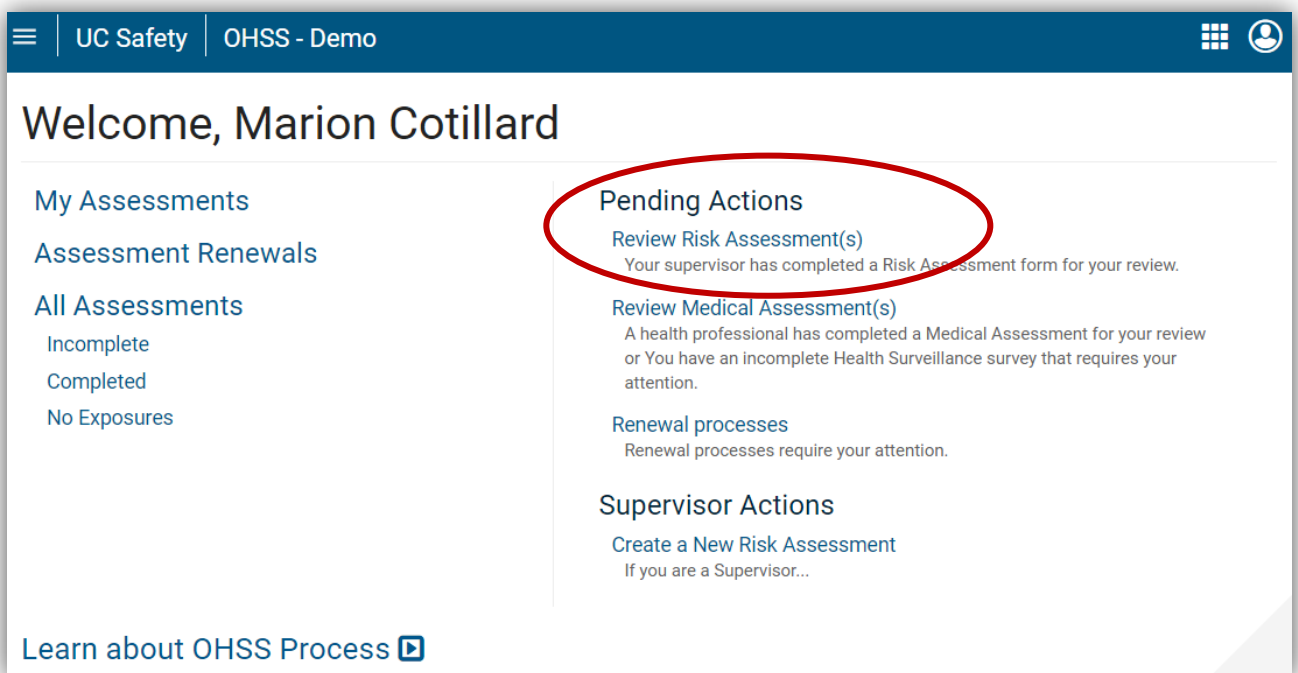 UC Safety OHSS - Demo
Welcome, Marion Cotillard
My Assessments
Assessment Renewals
All Assessments
Incomplete
Completed
No Exposures
Pending Actions
Review Risk Assessment(s)
Your supervisor has completed a Risk Assessment form for your review.
Review Medical Assessment(s)
A health professional has completed a Medical Assessment for your review
or You have an incomplete Health Surveillance survey that requires your
attention.
Renewal processes
Renewal processes require your attention.
Supervisor Actions
Create a New Risk Assessment
If you are a Supervisor...
Learn about OHSS Process